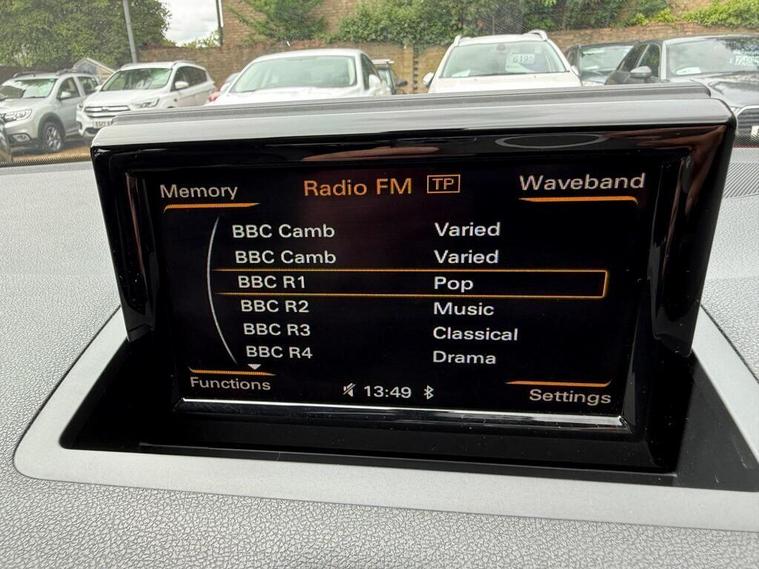 Memory Radio FM TP Waveband
BBC Camb Varied
BBC Camb Varied
BBC R1 Pop
BBC R2 Music
BBC R3 Classical
BBC R4 Drama
Functions 13:49 Settings